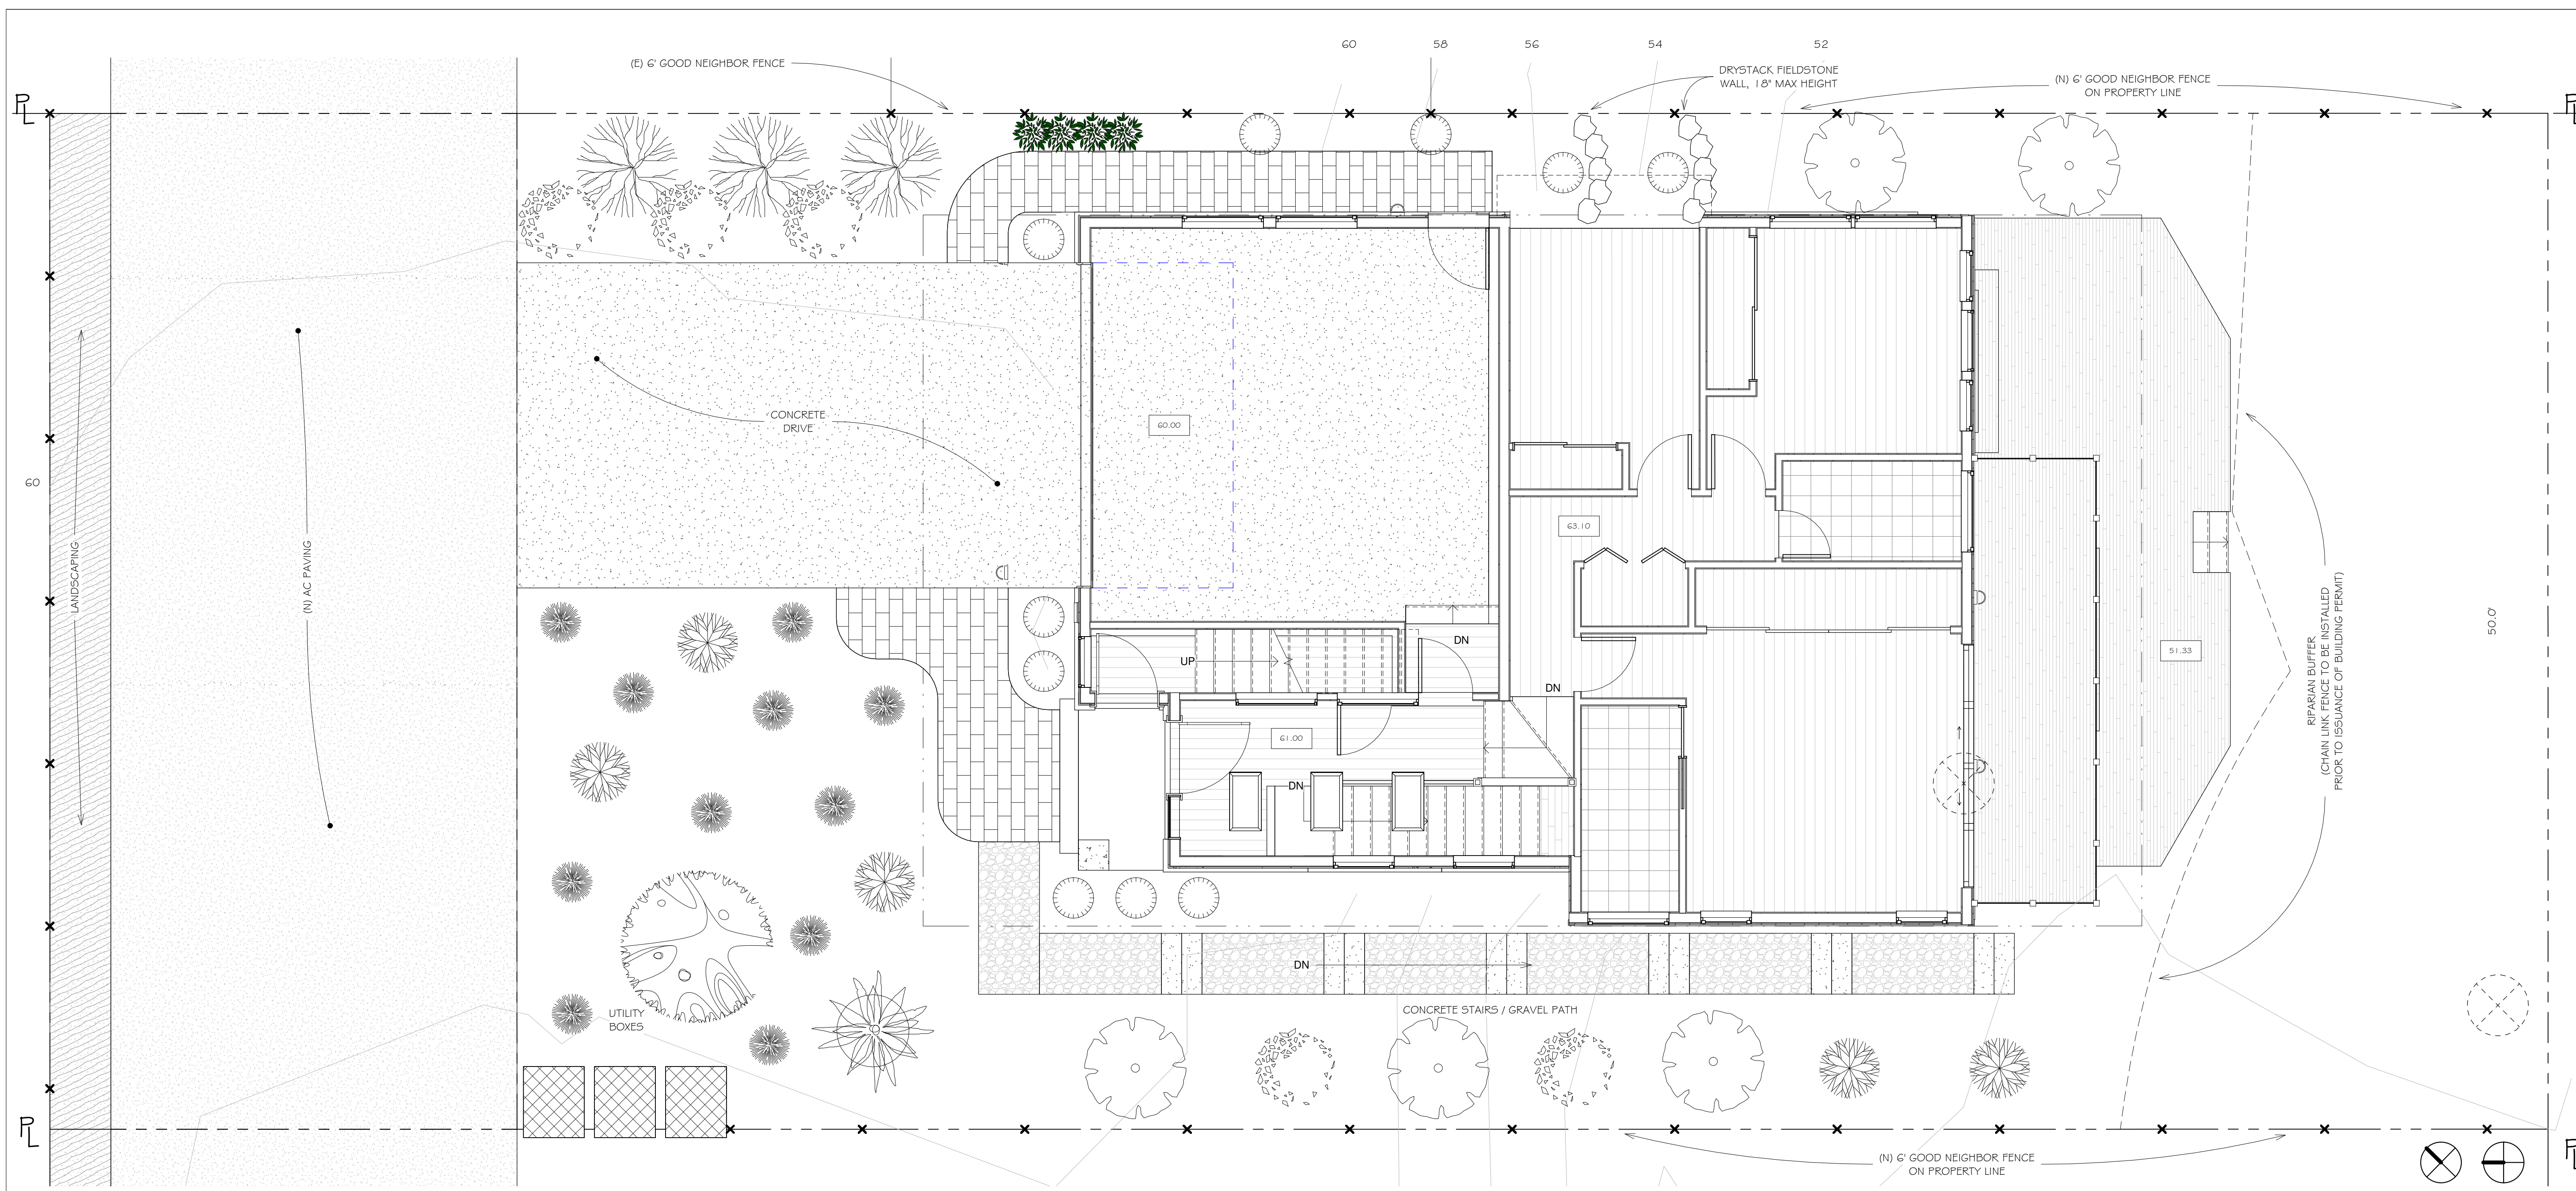 60
58
56
54
52
(E) 6' GOOD NEIGHBOR FENCE
DRYSTACK FIELDSTONE
WALL, 18" MAX HEIGHT
(N) 6' GOOD NEIGHBOR FENCE
ON PROPERTY LINE
PL
PL
CONCRETE
DRIVE
60.00
60
LANDSCAPING
(N) AC PAVING
63.10
UP
DN
DN
61.00
DN
51.33
RIPARIAN BUFFER
(CHAIN LINK FENCE TO BE INSTALLED
PRIOR TO ISSUANCE OF BUILDING PERMIT)
50.0'
DN
UTILITY
BOXES
CONCRETE STAIRS / GRAVEL PATH
PL
(N) 6' GOOD NEIGHBOR FENCE
ON PROPERTY LINE
PL